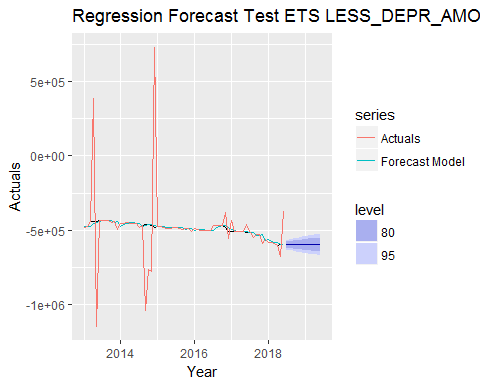 Regression Forecast Test ETS LESS_DEPR_AMO
5e+05
0e+00
-5e+05
-1e+06
Actuals
2014
2016
2018
Year
series
Actuals
Forecast Model
level
80
95